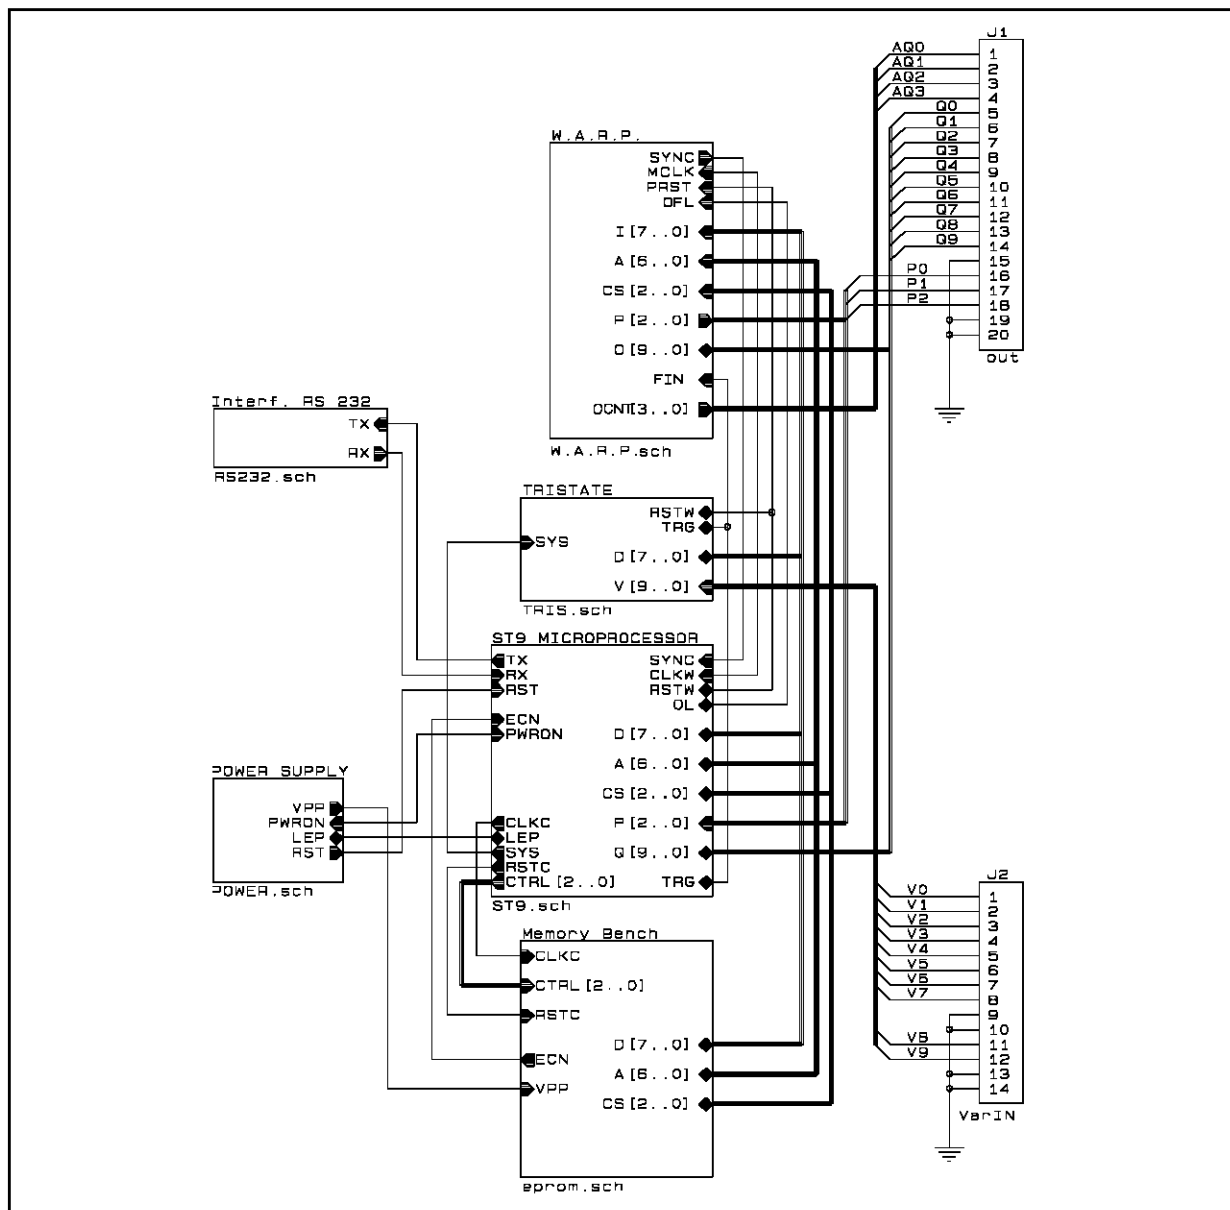 J1
AQ0 1
AQ1 2
AQ2 3
AQ3 4
Q0 5
Q1 6
Q2 7
Q3 8
Q4 9
Q5 10
Q6 11
Q7 12
Q8 13
Q9 14
15
P0 16
P1 17
P2 18
19
20
out
W.A.R.P.
SYNC
MCLK
PRST
OFL
I[7..0]
A[6..0]
CS[2..0]
P[2..0]
O[9..0]
FIN
OCNT[3..0]
W.A.R.P.sch
Interf. RS 232
TX
RX
RS232.sch
TRISTATE
RSTW
TRG
SYS
D[7..0]
V[9..0]
TRIS.sch
ST9 MICROPROCESSOR
TX SYNC
RX CLKW
RST RSTW
OL
ECN
PWRON D[7..0]
A[6..0]
CS[2..0]
CLKC P[2..0]
LEP
SYS Q[9..0]
RSTC
CTRL[2..0] TRG
ST9.sch
POWER SUPPLY
VPP
PWRON
LEP
RST
POWER.sch
Memory Bench
CLKC
CTRL[2..0]
RSTC
D[7..0]
ECN
A[6..0]
VPP
CS[2..0]
eprom.sch
J2
V0 1
V1 2
V2 3
V3 4
V4 5
V5 6
V6 7
V7 8
9
10
V8 11
V9 12
13
14
VarIN